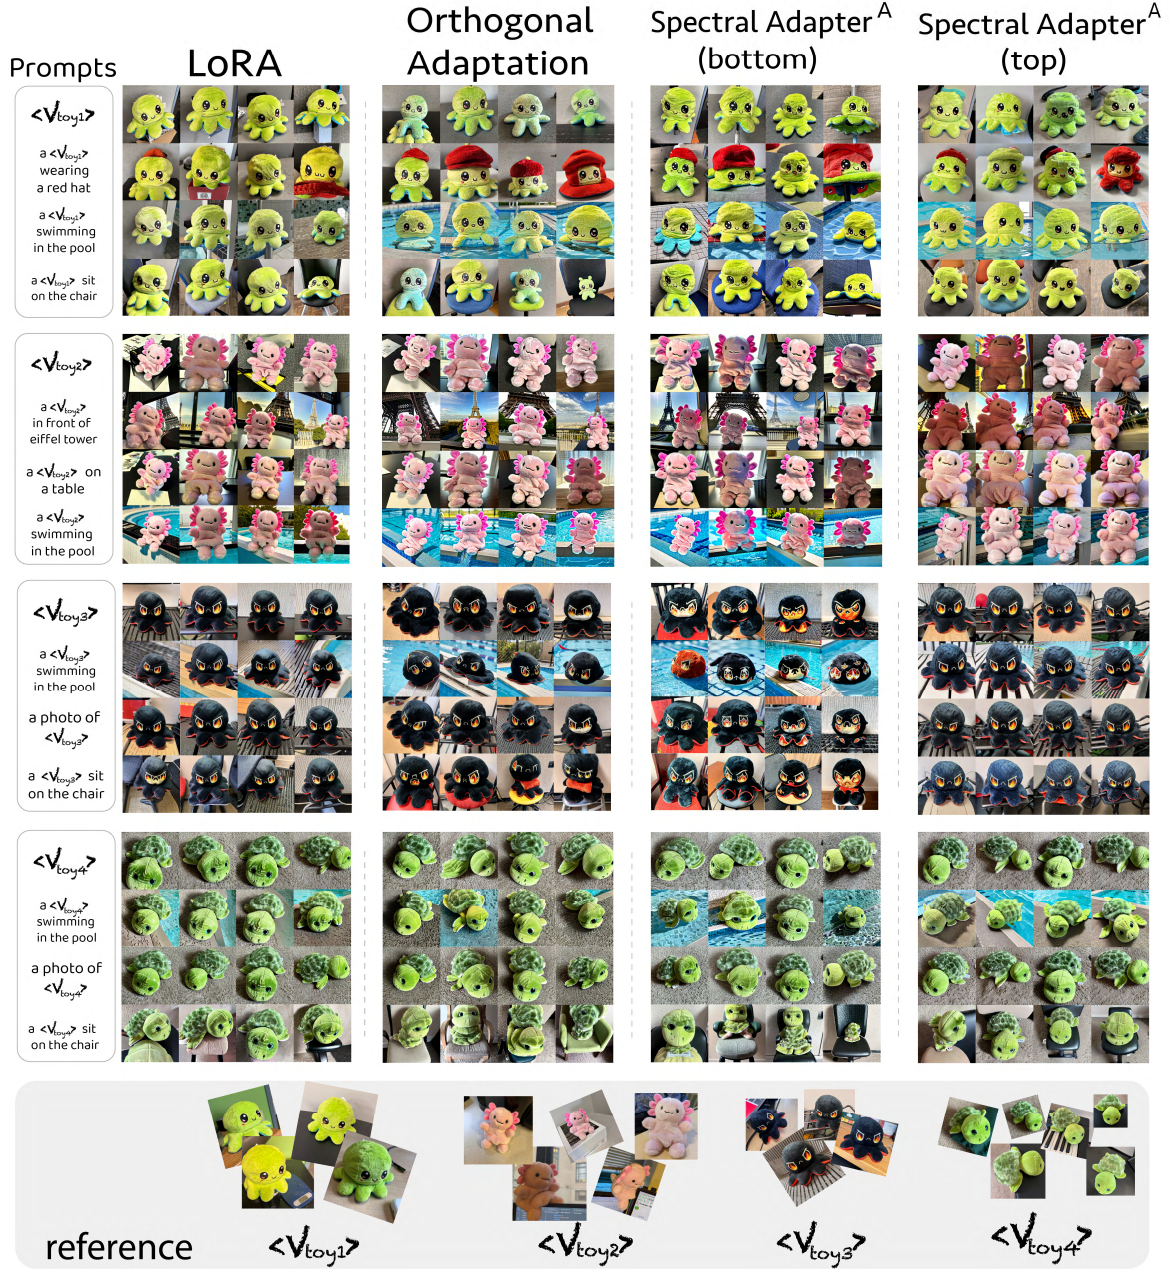 Prompts
LoRA
Orthogonal
Adaptation
Spectral Adapter^A
(bottom)
Spectral Adapter^A
(top)
<V_toy1>
a <V_toy1>
wearing
a red hat
a <V_toy1>
swimming
in the pool
a <V_toy1> sit
on the chair
<V_toy2>
a <V_toy2>
in front of
eiffel tower
a <V_toy2> on
a table
a <V_toy2>
swimming
in the pool
<V_toy3>
a <V_toy3>
swimming
in the pool
a photo of
<V_toy3>
a <V_toy3> sit
on the chair
<V_toy4>
a <V_toy4>
swimming
in the pool
a photo of
<V_toy4>
a <V_toy4> sit
on the chair
reference
<V_toy1>
<V_toy2>
<V_toy3>
<V_toy4>